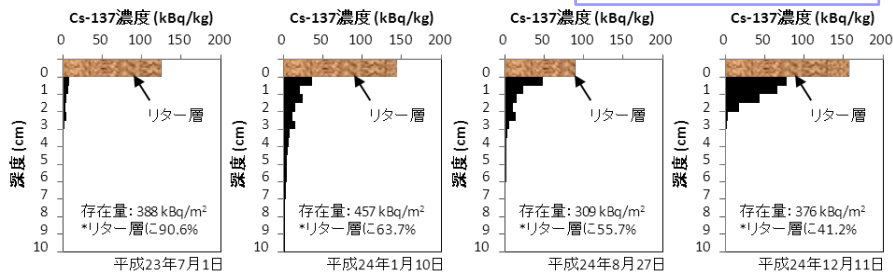 Cs-137濃度 (kBq/kg)
0 50 100 150 200
0
1
2
3
4
5
6
7
8
9
10
深度 (cm)
リター層
存在量: 388 kBq/m²
*リター層に90.6%
平成23年7月1日
Cs-137濃度 (kBq/kg)
0 50 100 150 200
0
1
2
3
4
5
6
7
8
9
10
深度 (cm)
リター層
存在量: 457 kBq/m²
*リター層に63.7%
平成24年1月10日
Cs-137濃度 (kBq/kg)
0 50 100 150 200
0
1
2
3
4
5
6
7
8
9
10
深度 (cm)
リター層
存在量: 309 kBq/m²
*リター層に55.7%
平成24年8月27日
Cs-137濃度 (kBq/kg)
0 50 100 150 200
0
1
2
3
4
5
6
7
8
9
10
深度 (cm)
リター層
存在量: 376 kBq/m²
*リター層に41.2%
平成24年12月11日